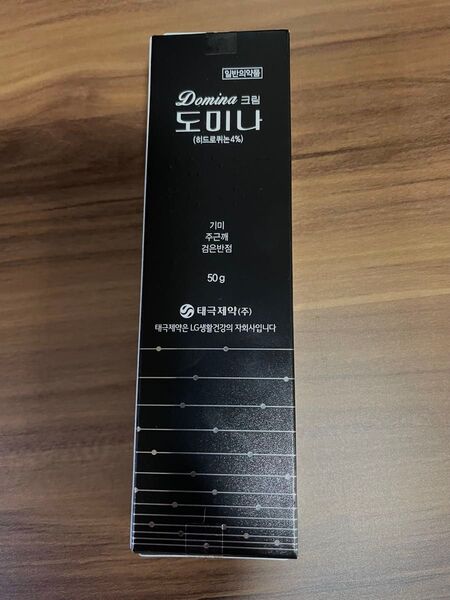 일반의약품
Domina 크림
도미나
(히드로퀴논 4%)
기미
주근깨
검은반점
50 g
태극제약(주)
태극제약은 LG생활건강의 자회사입니다